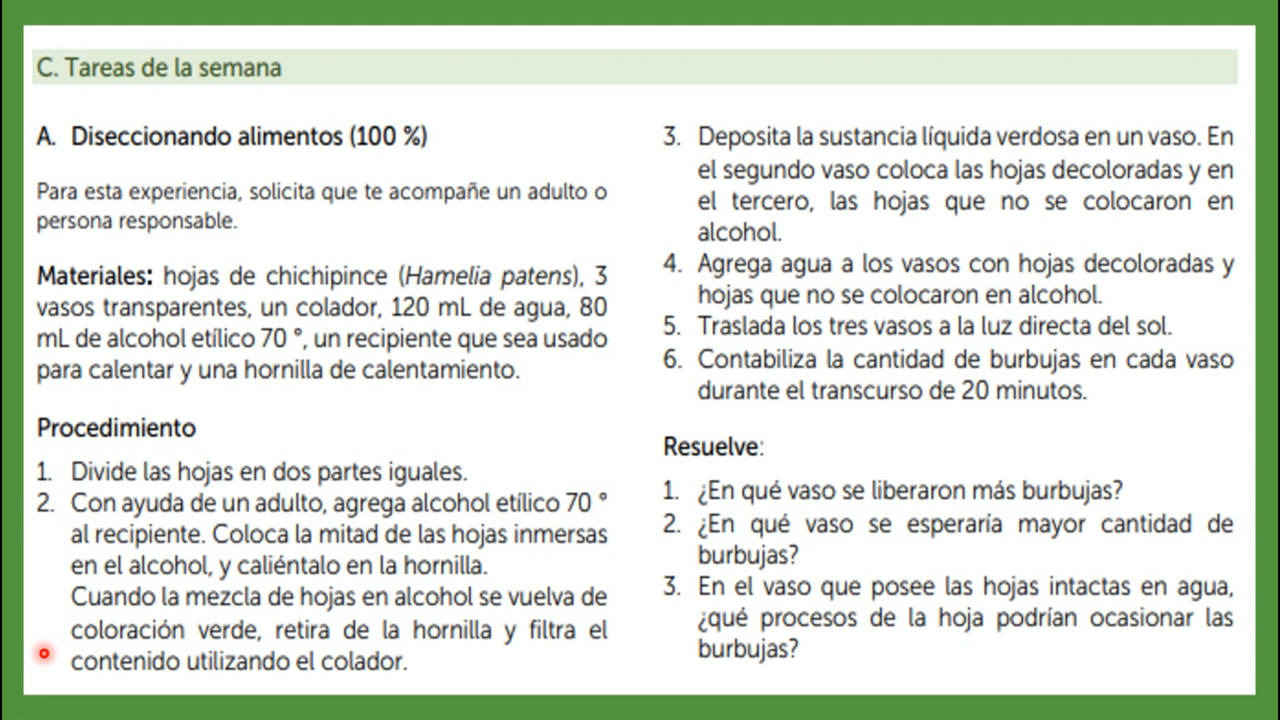 C. Tareas de la semana
A. Diseccionando alimentos (100 %)
Para esta experiencia, solicita que te acompañe un adulto o
persona responsable.
Materiales: hojas de chichipince (Hamelia patens), 3
vasos transparentes, un colador, 120 mL de agua, 80
mL de alcohol etílico 70 °, un recipiente que sea usado
para calentar y una hornilla de calentamiento.
Procedimiento
1. Divide las hojas en dos partes iguales.
2. Con ayuda de un adulto, agrega alcohol etílico 70 °
al recipiente. Coloca la mitad de las hojas inmersas
en el alcohol, y caliéntalo en la hornilla.
Cuando la mezcla de hojas en alcohol se vuelva de
coloración verde, retira de la hornilla y filtra el
contenido utilizando el colador.
3. Deposita la sustancia líquida verdosa en un vaso. En
el segundo vaso coloca las hojas decoloradas y en
el tercero, las hojas que no se colocaron en
alcohol.
4. Agrega agua a los vasos con hojas decoloradas y
hojas que no se colocaron en alcohol.
5. Traslada los tres vasos a la luz directa del sol.
6. Contabiliza la cantidad de burbujas en cada vaso
durante el transcurso de 20 minutos.
Resuelve:
1. ¿En qué vaso se liberaron más burbujas?
2. ¿En qué vaso se esperaría mayor cantidad de
burbujas?
3. En el vaso que posee las hojas intactas en agua,
¿qué procesos de la hoja podrían ocasionar las
burbujas?